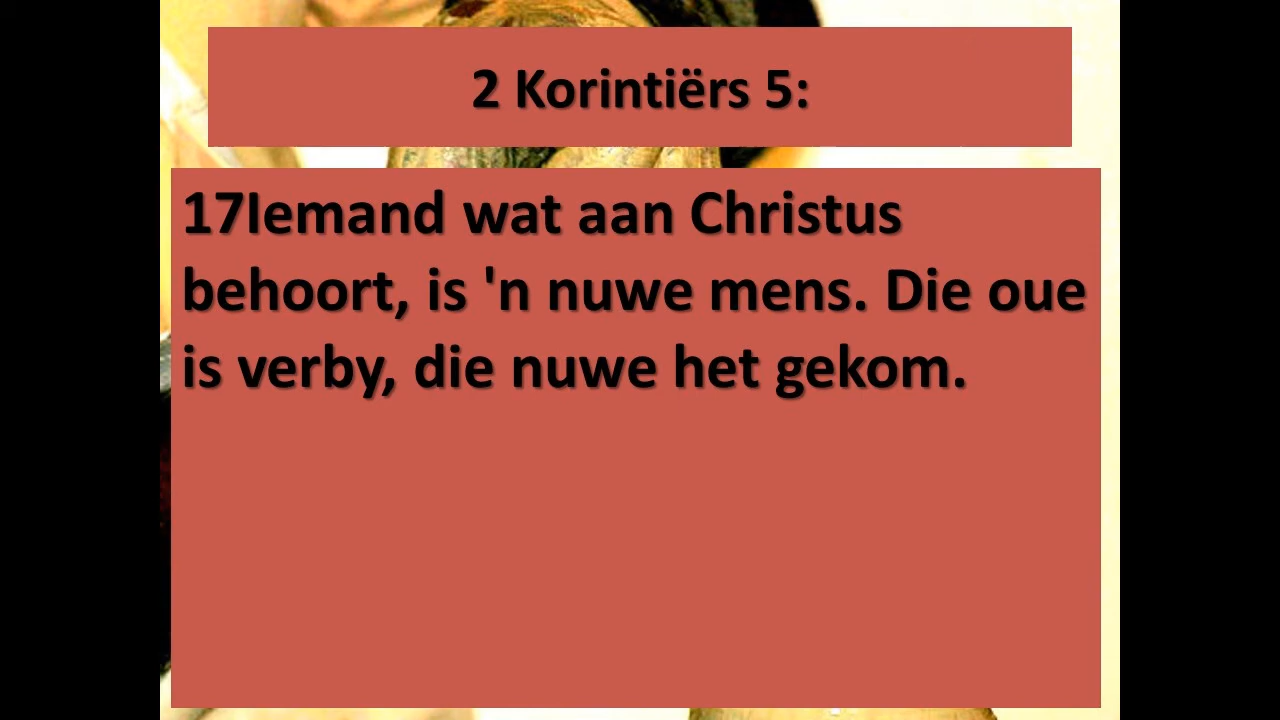 2 Korintiërs 5:
17Iemand wat aan Christus
behoort, is 'n nuwe mens. Die oue
is verby, die nuwe het gekom.